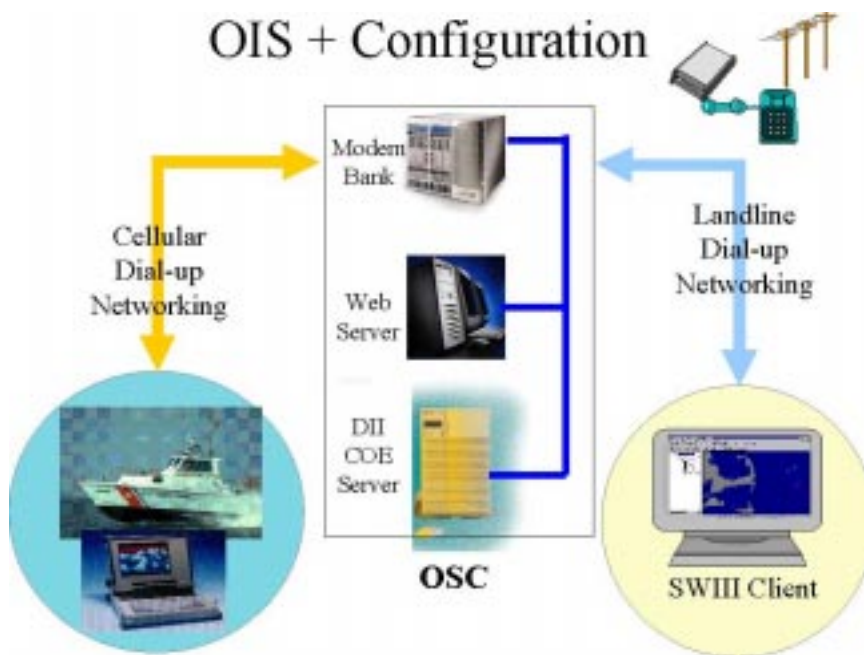 OIS + Configuration
Modem
Bank
Cellular
Dial-up
Networking
Landline
Dial-up
Networking
Web
Server
DII
COE
Server
OSC
SWIII Client